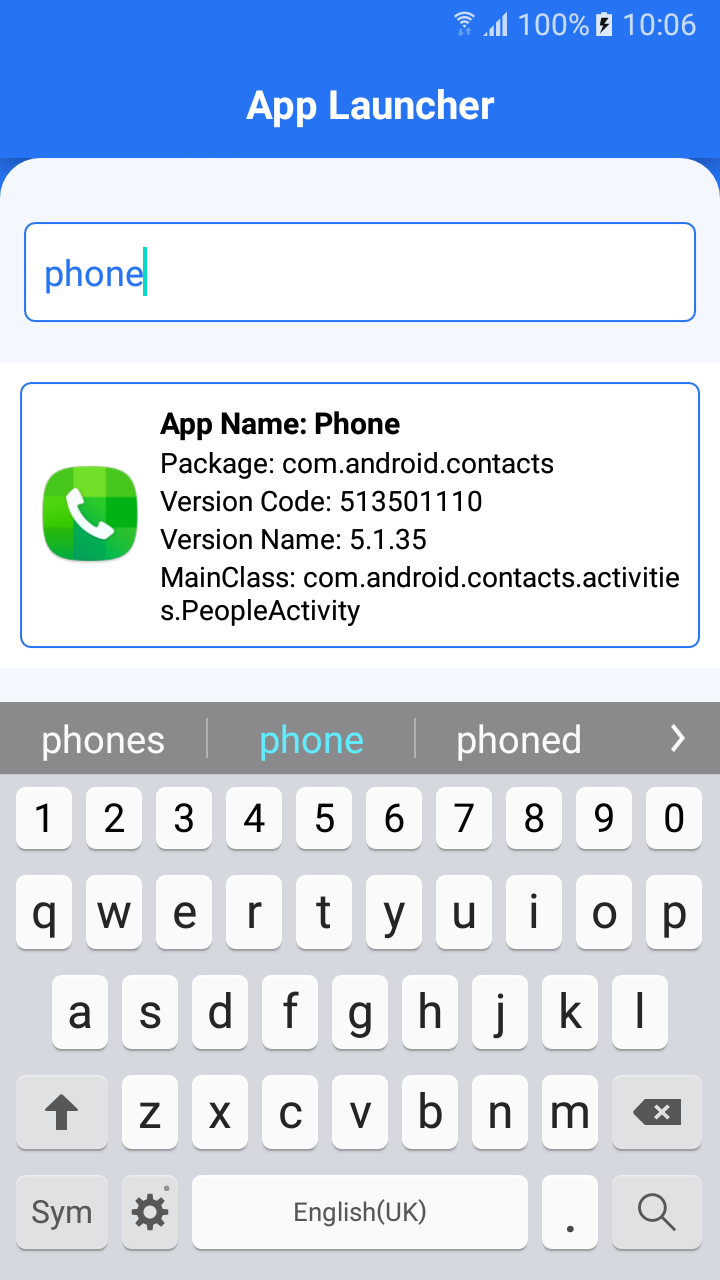 100% 10:06
App Launcher
phone
App Name: Phone
Package: com.android.contacts
Version Code: 513501110
Version Name: 5.1.35
MainClass: com.android.contacts.activitie
s.PeopleActivity
phones phone phoned
1 2 3 4 5 6 7 8 9 0
q w e r t y u i o p
a s d f g h j k l
z x c v b n m
Sym English(UK) .